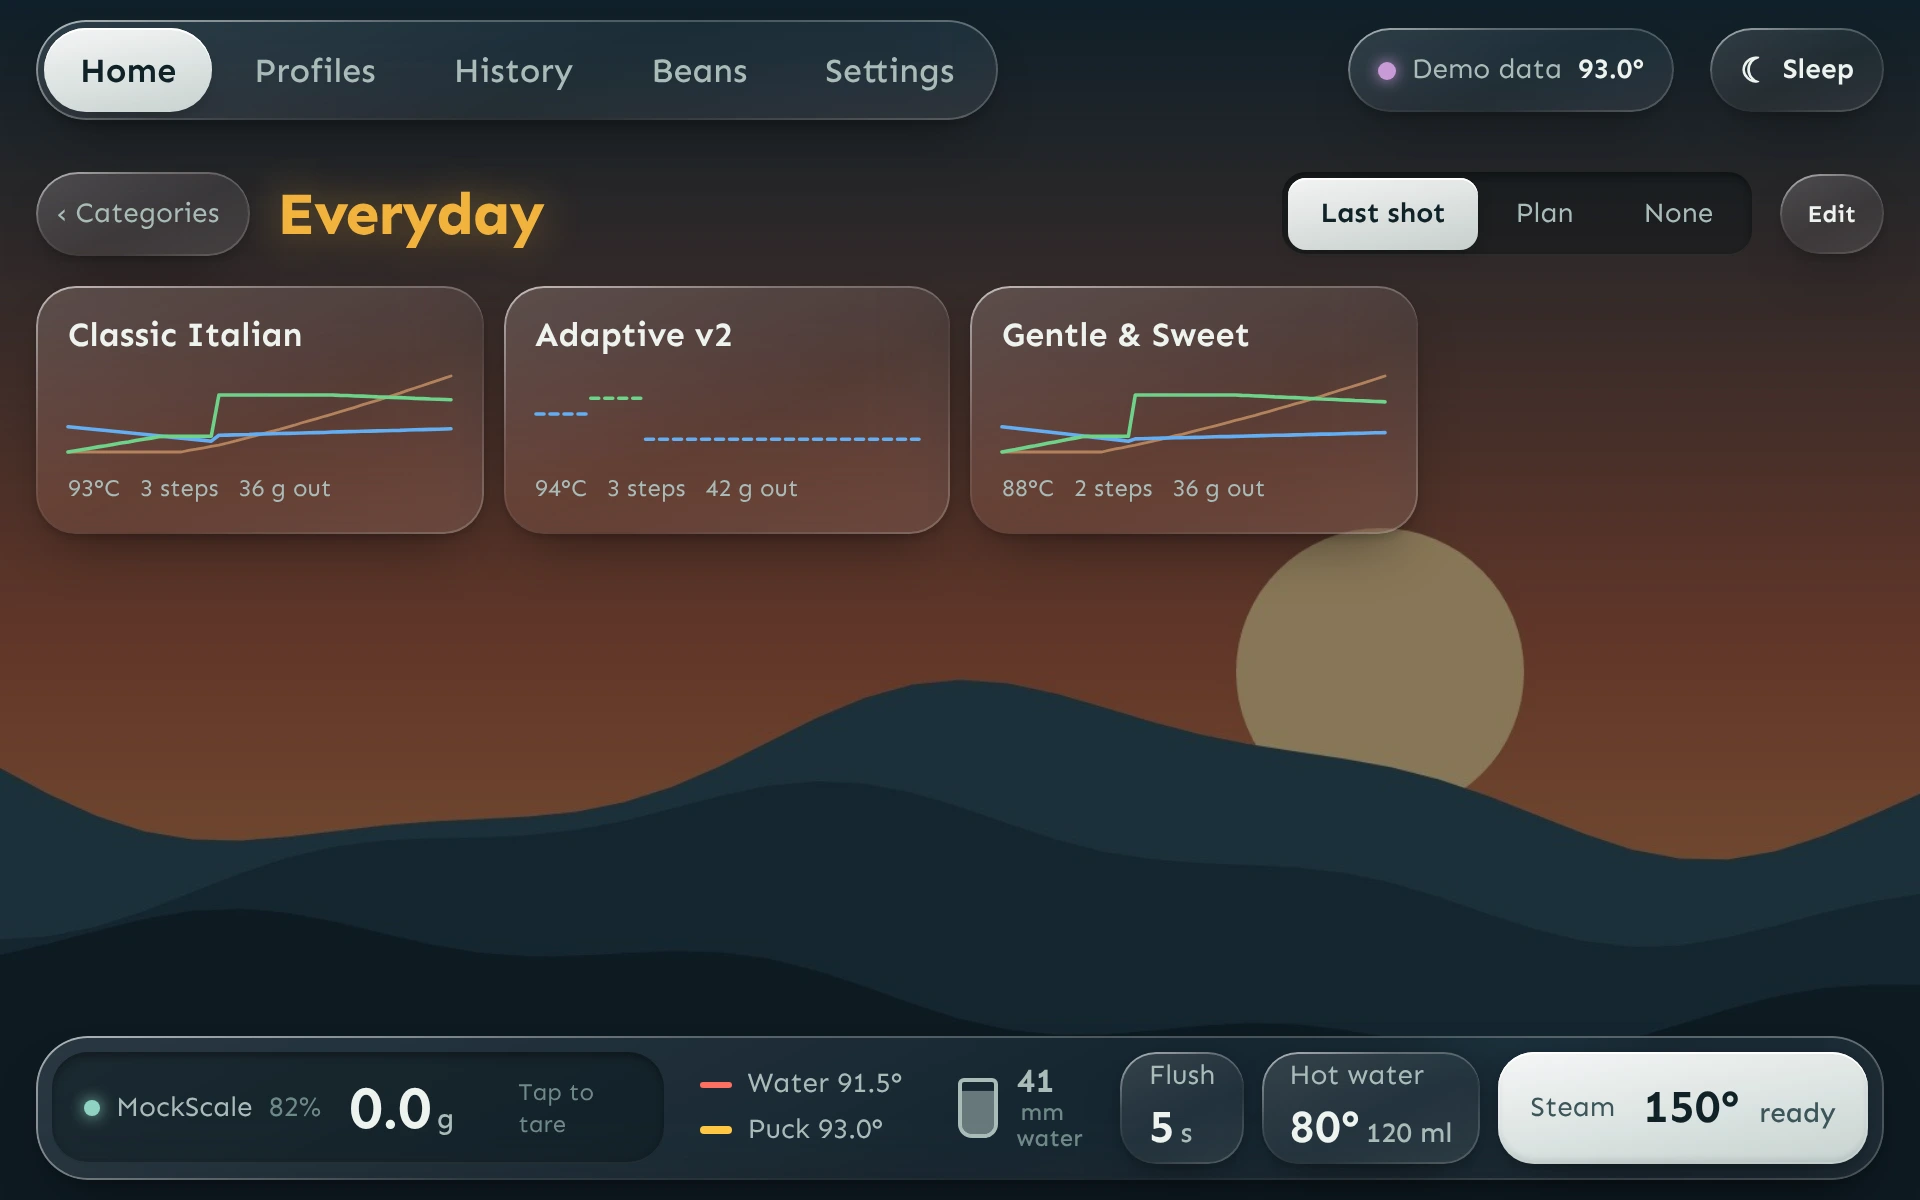 Home Profiles History Beans Settings Demo data 93.0° Sleep
‹ Categories Everyday Last shot Plan None Edit
Classic Italian
93°C 3 steps 36 g out
Adaptive v2
94°C 3 steps 42 g out
Gentle & Sweet
88°C 2 steps 36 g out
MockScale 82% 0.0 g
Tap to
tare
Water 91.5°
Puck 93.0°
41
mm
water
Flush
5 s
Hot water
80° 120 ml
Steam 150° ready